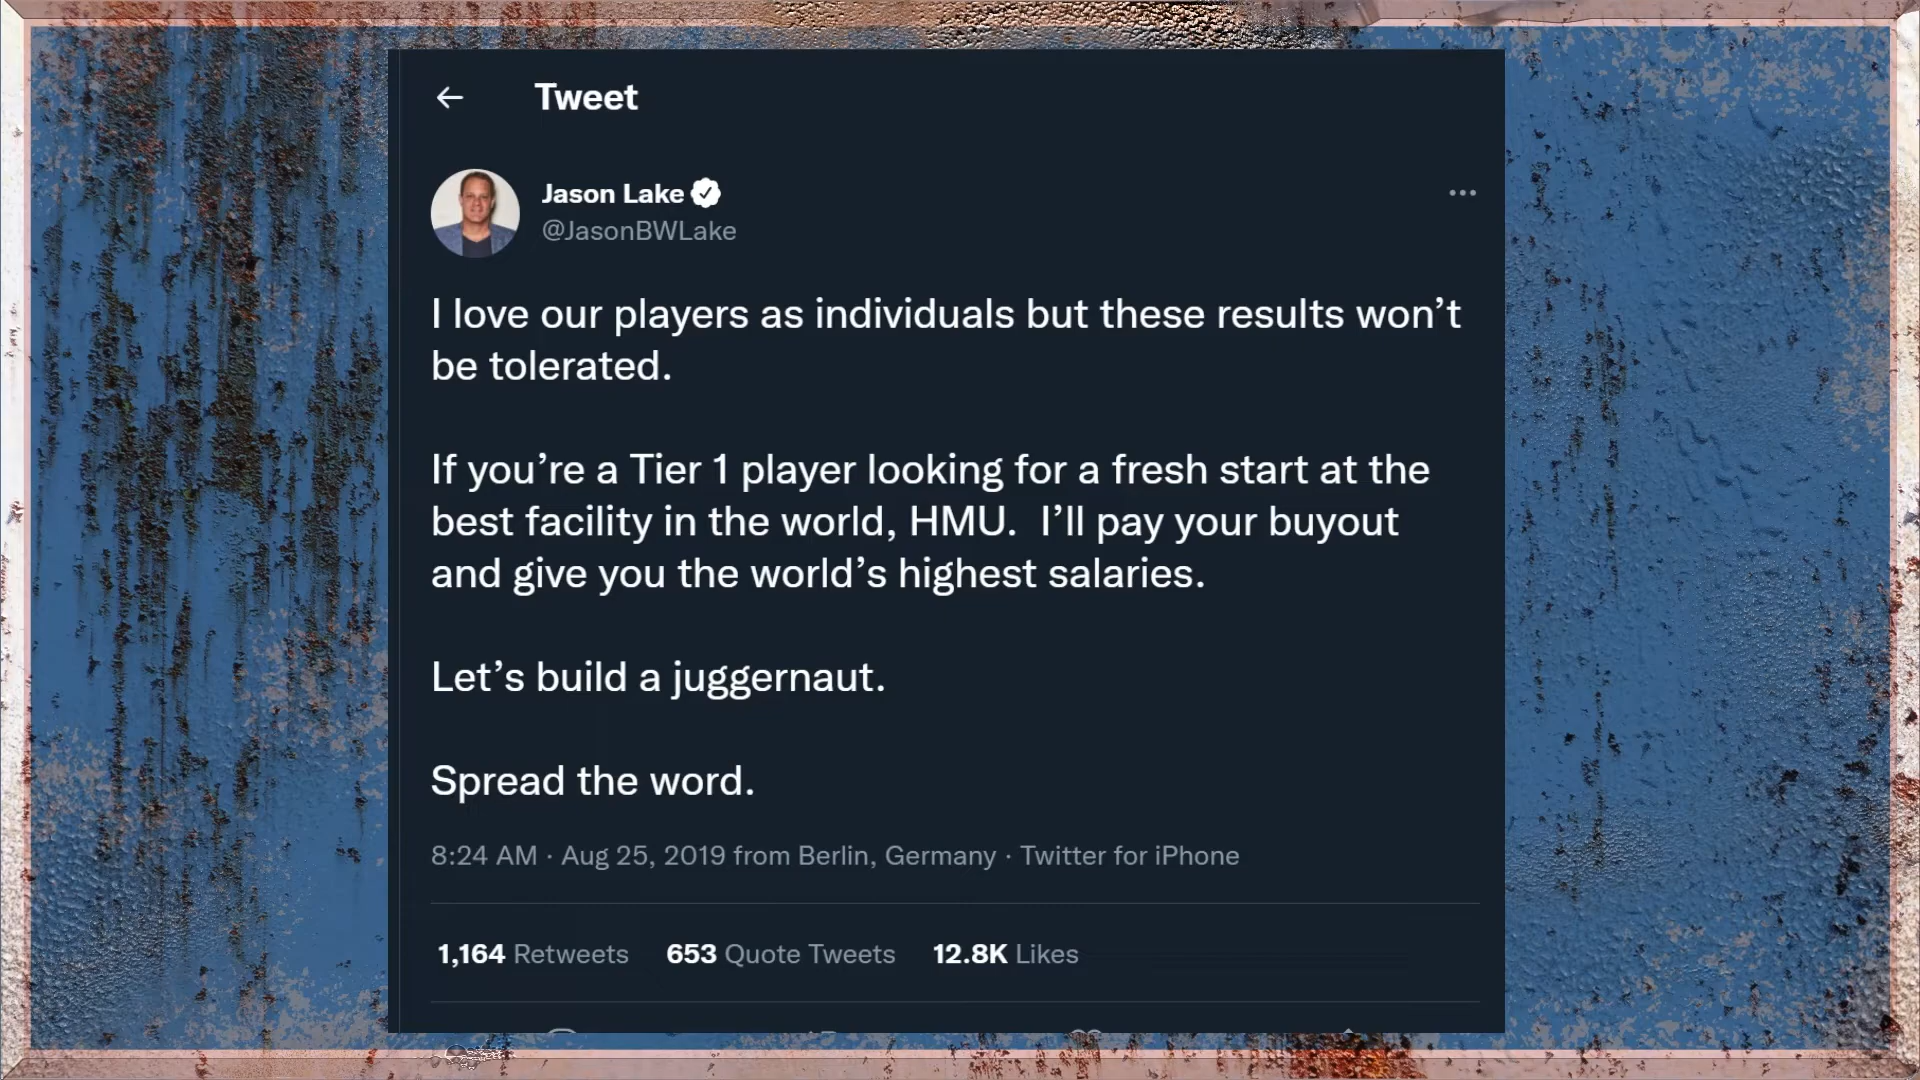 Tweet
Jason Lake
@JasonBWLake
I love our players as individuals but these results won’t
be tolerated.
If you’re a Tier 1 player looking for a fresh start at the
best facility in the world, HMU.  I’ll pay your buyout
and give you the world’s highest salaries.
Let’s build a juggernaut.
Spread the word.
8:24 AM · Aug 25, 2019 from Berlin, Germany · Twitter for iPhone
1,164 Retweets 653 Quote Tweets 12.8K Likes